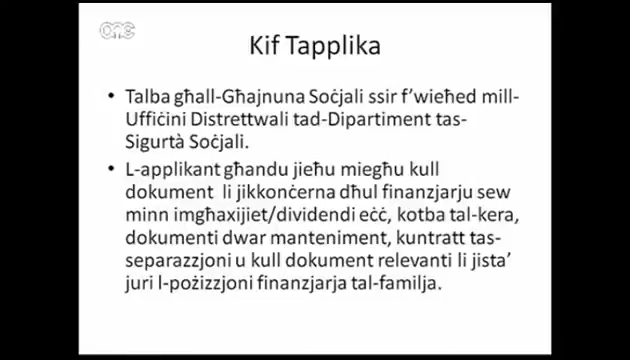 one
Kif Tapplika
• Talba għall-Għajnuna Soċjali ssir f'wieħed mill-
Uffiċini Distrettwali tad-Dipartiment tas-
Sigurtà Soċjali.
• L-applikant għandu jieħu miegħu kull
dokument li jikkonċerna dħul finanzjarju sew
minn imgħaxijiet/dividendi eċċ, kotba tal-kera,
dokumenti dwar manteniment, kuntratt tas-
separazzjoni u kull dokument relevanti li jista'
juri l-pożizzjoni finanzjarja tal-familja.